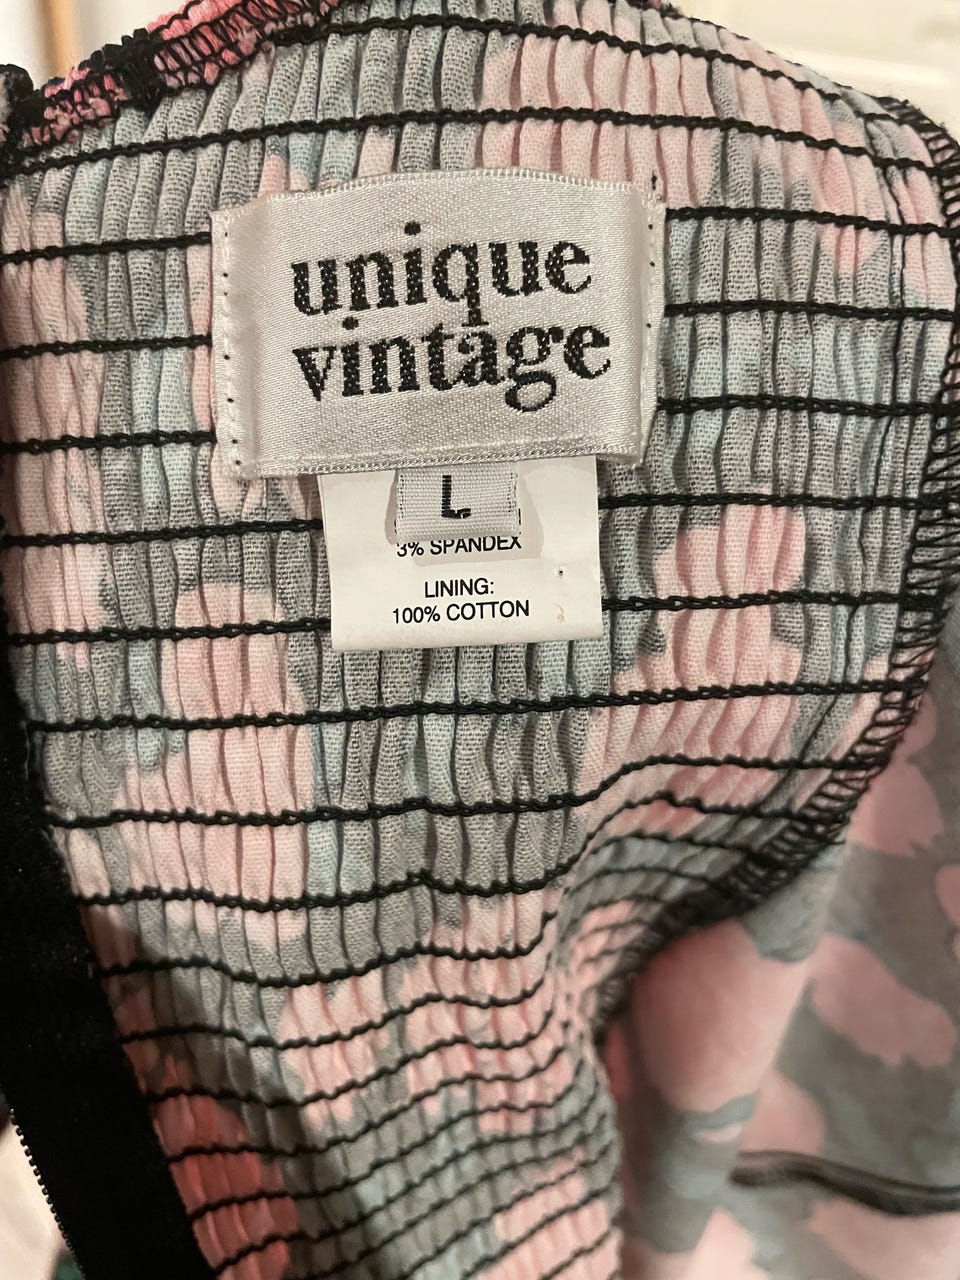 unique
vintage
L
3% SPANDEX
LINING:
100% COTTON